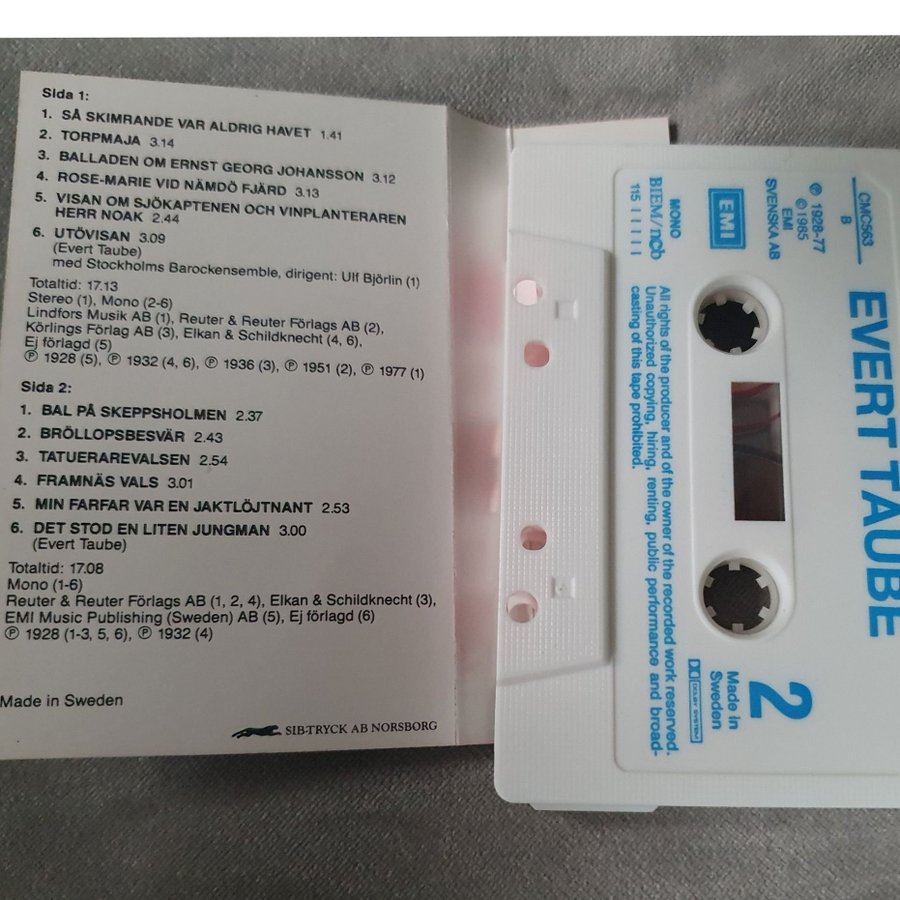 Sida 1:
1. SÅ SKIMRANDE VAR ALDRIG HAVET 1.41
2. TORPMAJA 3.14
3. BALLADEN OM ERNST GEORG JOHANSSON 3.12
4. ROSE-MARIE VID NÄMDÖ FJÄRD 3.13
5. VISAN OM SJÖKAPTENEN OCH VINPLANTERAREN
HERR NOAK 2.44
6. UTÖVISAN 3.09
(Evert Taube)
med Stockholms Barockensemble, dirigent: Ulf Björlin (1)
Totaltid: 17.13
Stereo (1), Mono (2-6)
Lindfors Musik AB (1), Reuter & Reuter Förlags AB (2),
Körlings Förlag AB (3), Elkan & Schildknecht (4, 6),
Ej förlagd (5)
℗ 1928 (5), ℗ 1932 (4, 6), ℗ 1936 (3), ℗ 1951 (2), ℗ 1977 (1)
Sida 2:
1. BAL PÅ SKEPPSHOLMEN 2.37
2. BRÖLLOPSBESVÄR 2.43
3. TATUERAREVALSEN 2.54
4. FRAMNÄS VALS 3.01
5. MIN FARFAR VAR EN JAKTLÖJTNANT 2.53
6. DET STOD EN LITEN JUNGMAN 3.00
(Evert Taube)
Totaltid: 17.08
Mono (1-6)
Reuter & Reuter Förlags AB (1, 2, 4), Elkan & Schildknecht (3),
EMI Music Publishing (Sweden) AB (5), Ej förlagd (6)
℗ 1928 (1-3, 5, 6), ℗ 1932 (4)
Made in Sweden
SIB-TRYCK AB NORSBORG
EVERT TAUBE
CMC563
B
℗ 1928-77
© 1985
EMI
SVENSKA AB
EMI
MONO
BIEM/ncb
115
2
Made in
Sweden
DOLBY SYSTEM
All rights of the producer and of the owner of the recorded work reserved.
Unauthorized copying, hiring, renting, public performance and broad-
casting of this tape prohibited.